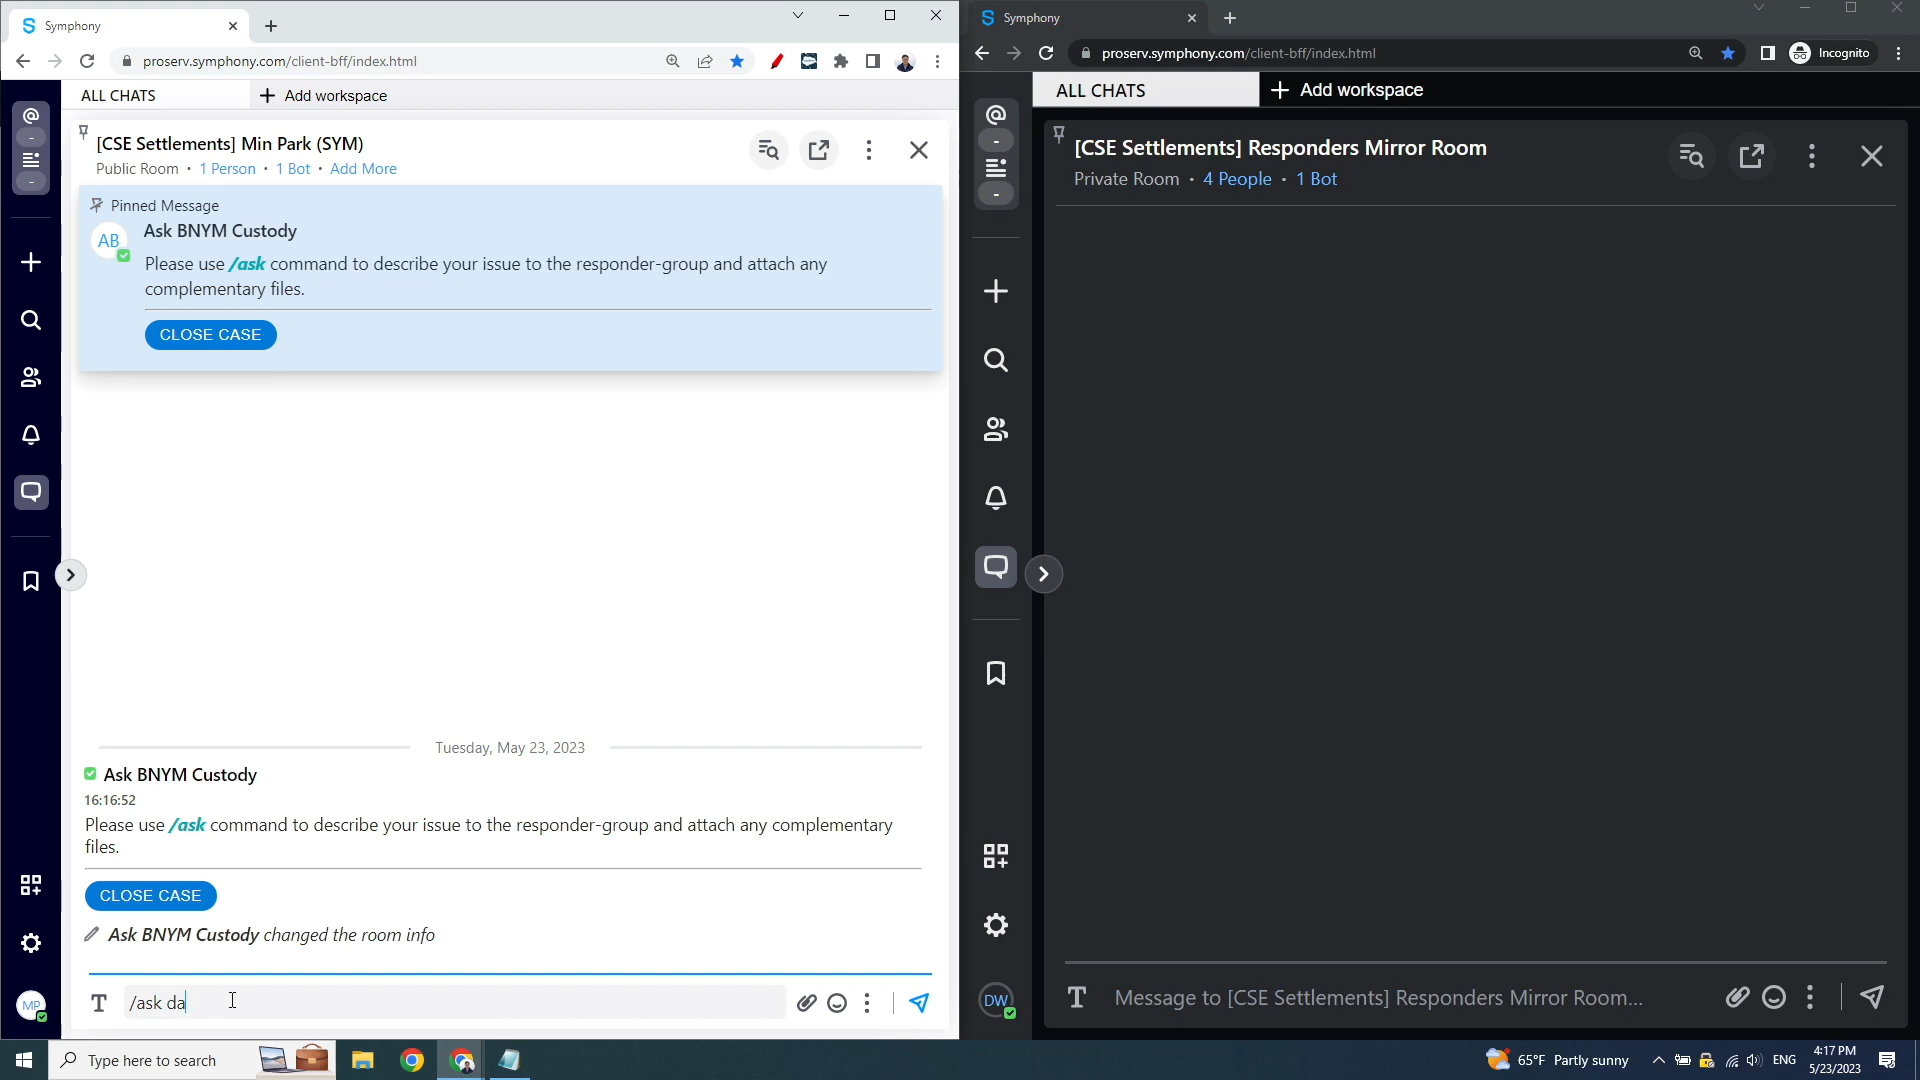 Symphony
proserv.symphony.com/client-bff/index.html
ALL CHATS
Add workspace
@
-
-
[CSE Settlements] Min Park (SYM)
Public Room • 1 Person • 1 Bot • Add More
Pinned Message
AB
Ask BNYM Custody
Please use /ask command to describe your issue to the responder-group and attach any
complementary files.
CLOSE CASE
Tuesday, May 23, 2023
Ask BNYM Custody
16:16:52
Please use /ask command to describe your issue to the responder-group and attach any complementary
files.
CLOSE CASE
Ask BNYM Custody changed the room info
T
/ask da
MP
Symphony
proserv.symphony.com/client-bff/index.html
Incognito
ALL CHATS
Add workspace
@
-
-
[CSE Settlements] Responders Mirror Room
Private Room • 4 People • 1 Bot
DW
T
Message to [CSE Settlements] Responders Mirror Room...
Type here to search
65°F Partly sunny
ENG
4:17 PM
5/23/2023